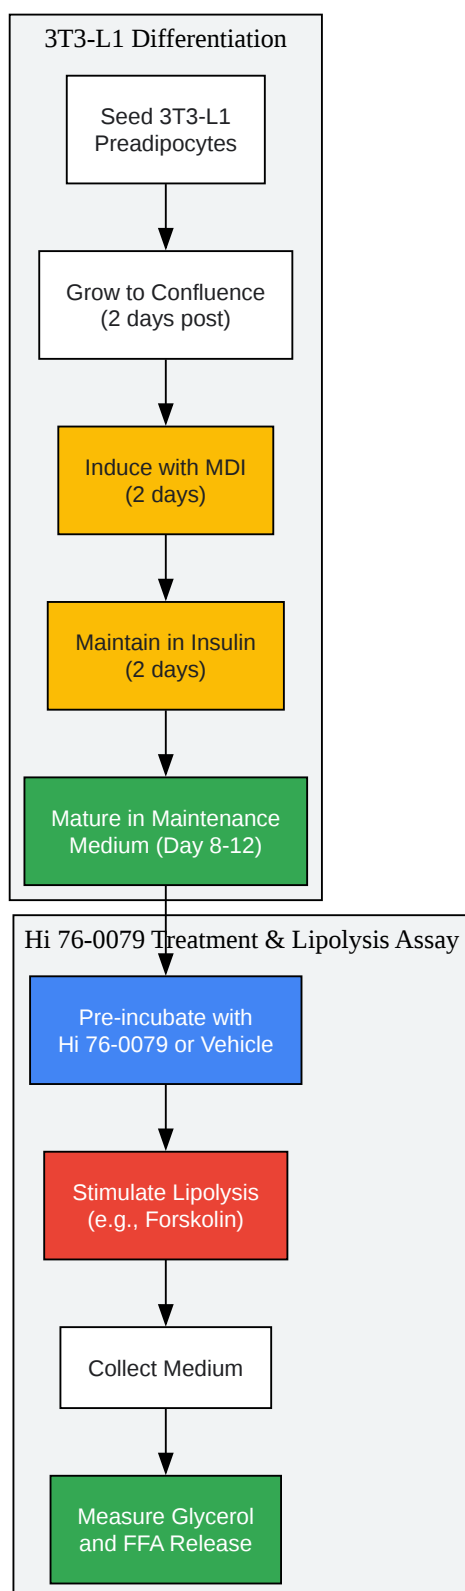 3T3-L1 Differentiation
Seed 3T3-L1
Preadipocytes
Grow to Confluence
(2 days post)
Induce with MDI
(2 days)
Maintain in Insulin
(2 days)
Mature in Maintenance
Medium (Day 8-12)
Hi 76-0079 Treatment & Lipolysis Assay
Pre-incubate with
Hi 76-0079 or Vehicle
Stimulate Lipolysis
(e.g., Forskolin)
Collect Medium
Measure Glycerol
and FFA Release